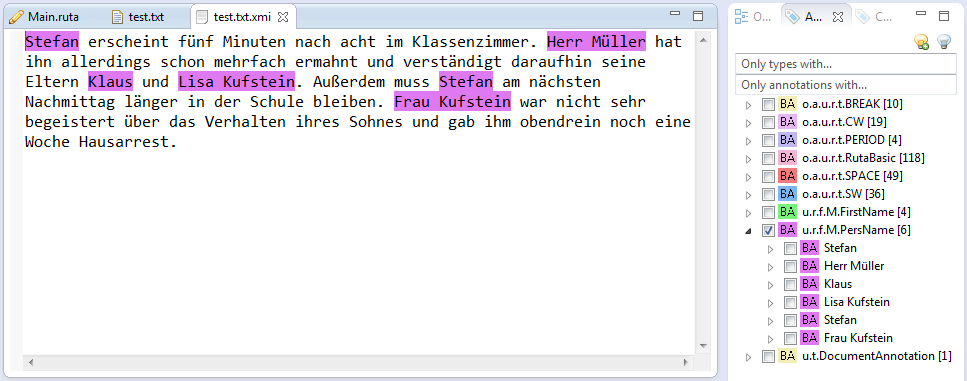 Main.ruta test.txt test.txt.xmi
Stefan erscheint fünf Minuten nach acht im Klassenzimmer. Herr Müller hat
ihn allerdings schon mehrfach ermahnt und verständigt daraufhin seine
Eltern Klaus und Lisa Kufstein. Außerdem muss Stefan am nächsten
Nachmittag länger in der Schule bleiben. Frau Kufstein war nicht sehr
begeistert über das Verhalten ihres Sohnes und gab ihm obendrein noch eine
Woche Hausarrest.
O... A... C...
Only types with...
Only annotations with...
BA o.a.u.r.t.BREAK [10]
BA o.a.u.r.t.CW [19]
BA o.a.u.r.t.PERIOD [4]
BA o.a.u.r.t.RutaBasic [118]
BA o.a.u.r.t.SPACE [49]
BA o.a.u.r.t.SW [36]
BA u.r.f.M.FirstName [4]
BA u.r.f.M.PersName [6]
BA Stefan
BA Herr Müller
BA Klaus
BA Lisa Kufstein
BA Stefan
BA Frau Kufstein
BA u.t.DocumentAnnotation [1]